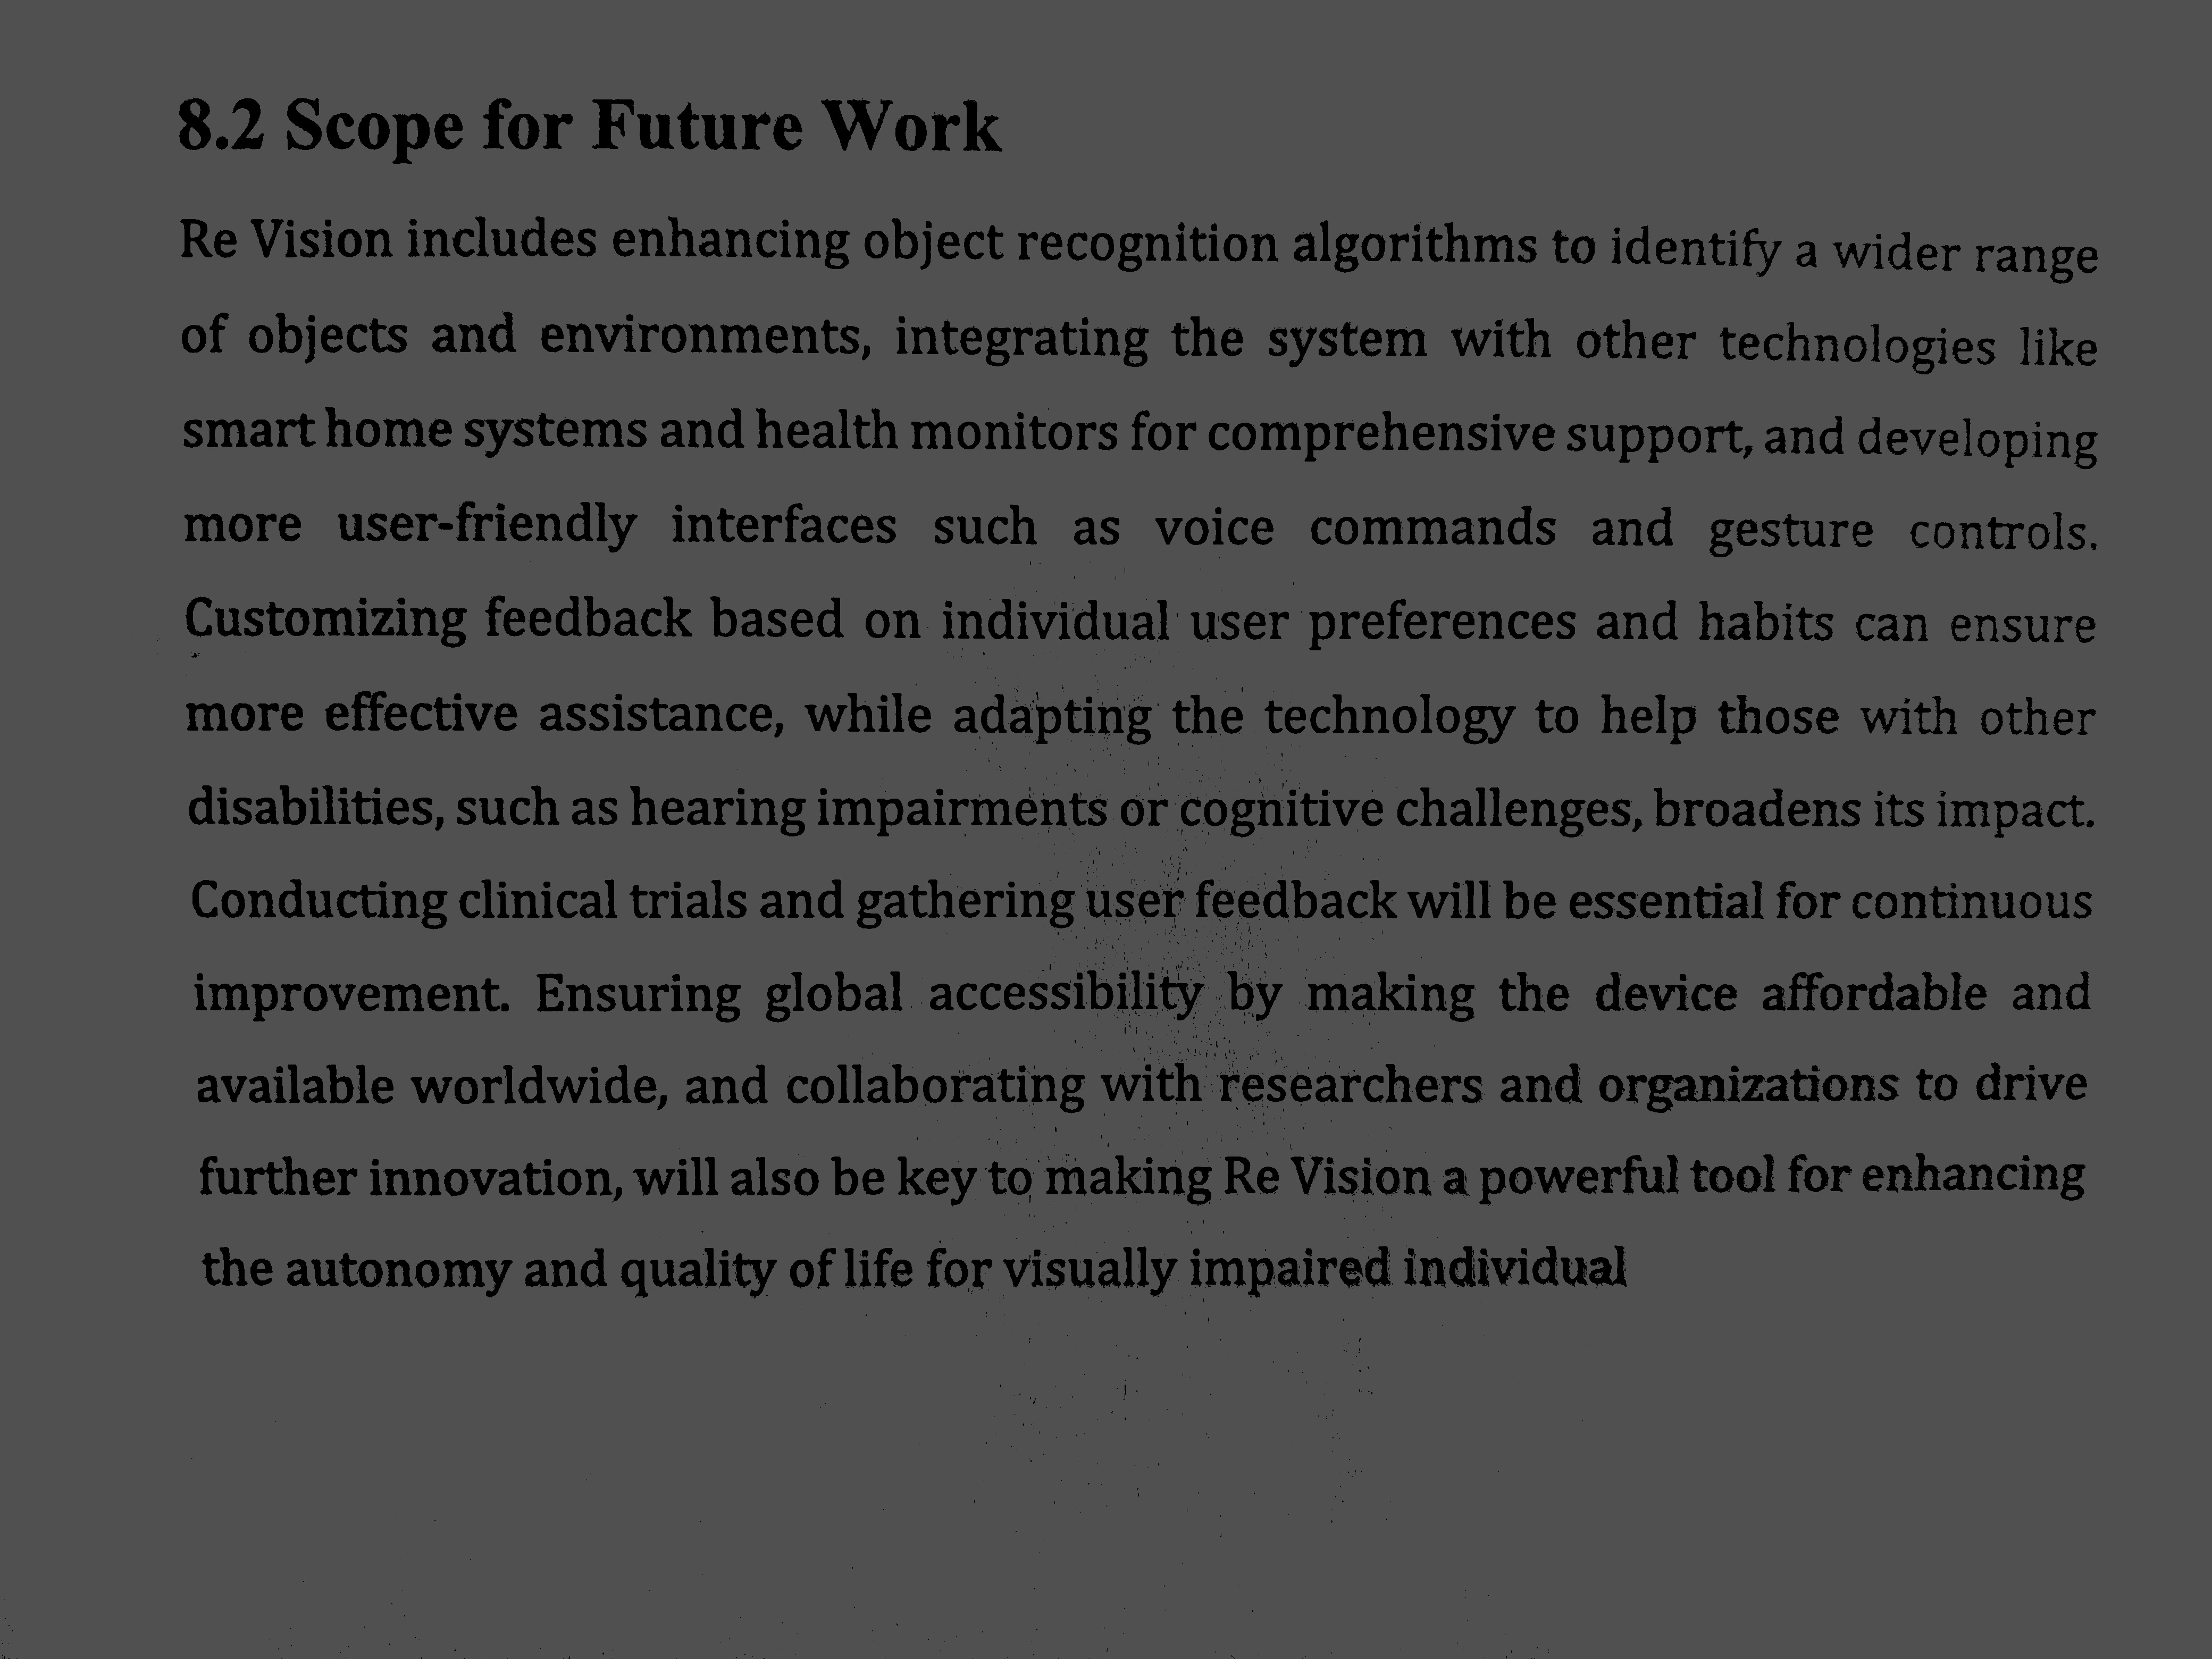 8.2 Scope for Future Work
Re Vision includes enhancing object recognition algorithms to identify a wider range
of objects and environments, integrating the system with other technologies like
smart home systems and health monitors for comprehensive support, and developing
more user-friendly interfaces such as voice commands and gesture controls.
Customizing feedback based on individual user preferences and habits can ensure
more effective assistance, while adapting the technology to help those with other
disabilities, such as hearing impairments or cognitive challenges, broadens its impact.
Conducting clinical trials and gathering user feedback will be essential for continuous
improvement. Ensuring global accessibility by making the device affordable and
available worldwide, and collaborating with researchers and organizations to drive
further innovation, will also be key to making Re Vision a powerful tool for enhancing
the autonomy and quality of life for visually impaired individual